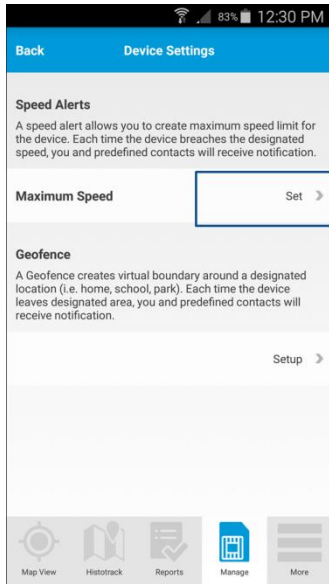 83% 12:30 PM
Back Device Settings
Speed Alerts
A speed alert allows you to create maximum speed limit for
the device. Each time the device breaches the designated
speed, you and predefined contacts will receive notification.
Maximum Speed Set
Geofence
A Geofence creates virtual boundary around a designated
location (i.e. home, school, park). Each time the device
leaves designated area, you and predefined contacts will
receive notification.
Setup
Map View Histotrack Reports Manage More